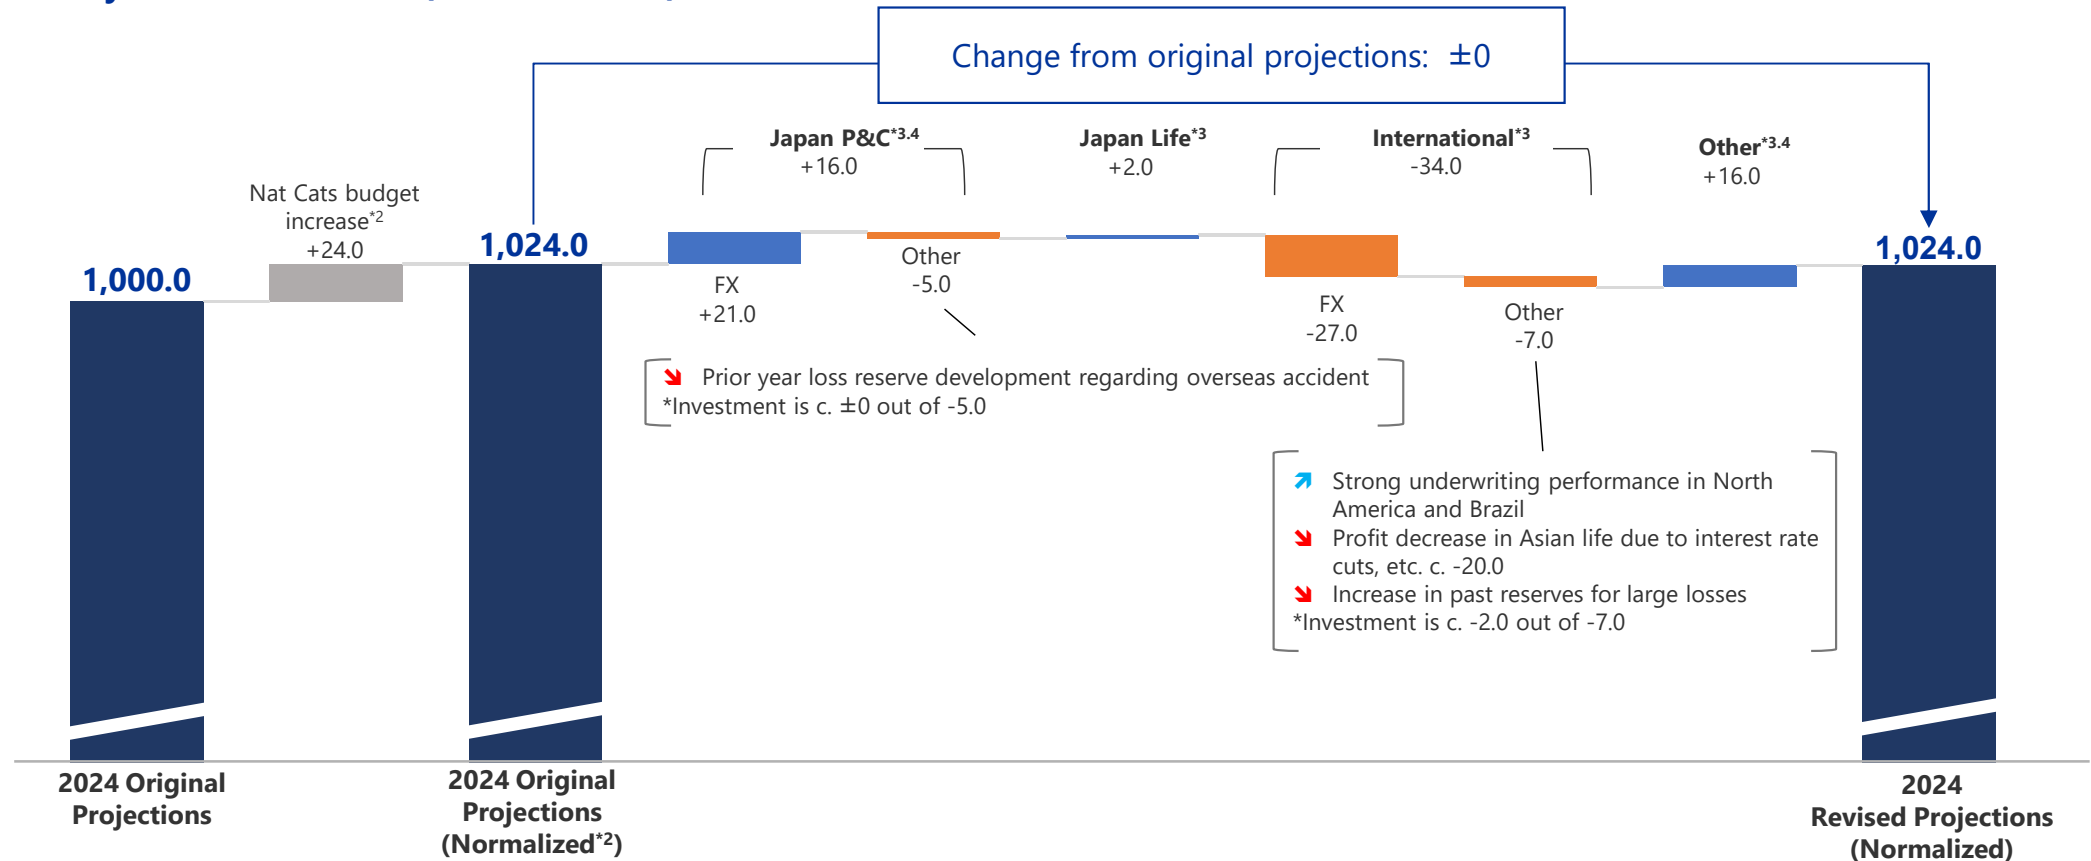 Change from original projections: ±0
Japan P&C*3.4
+16.0
Japan Life*3
+2.0
International*3
-34.0
Other*3.4
+16.0
Nat Cats budget
increase*2
+24.0
1,000.0
1,024.0
FX
+21.0
Other
-5.0
FX
-27.0
Other
-7.0
1,024.0
Prior year loss reserve development regarding overseas accident
*Investment is c. ±0 out of -5.0
Strong underwriting performance in North
America and Brazil
Profit decrease in Asian life due to interest rate
cuts, etc. c. -20.0
Increase in past reserves for large losses
*Investment is c. -2.0 out of -7.0
2024 Original
Projections
2024 Original
Projections
(Normalized*2)
2024
Revised Projections
(Normalized)